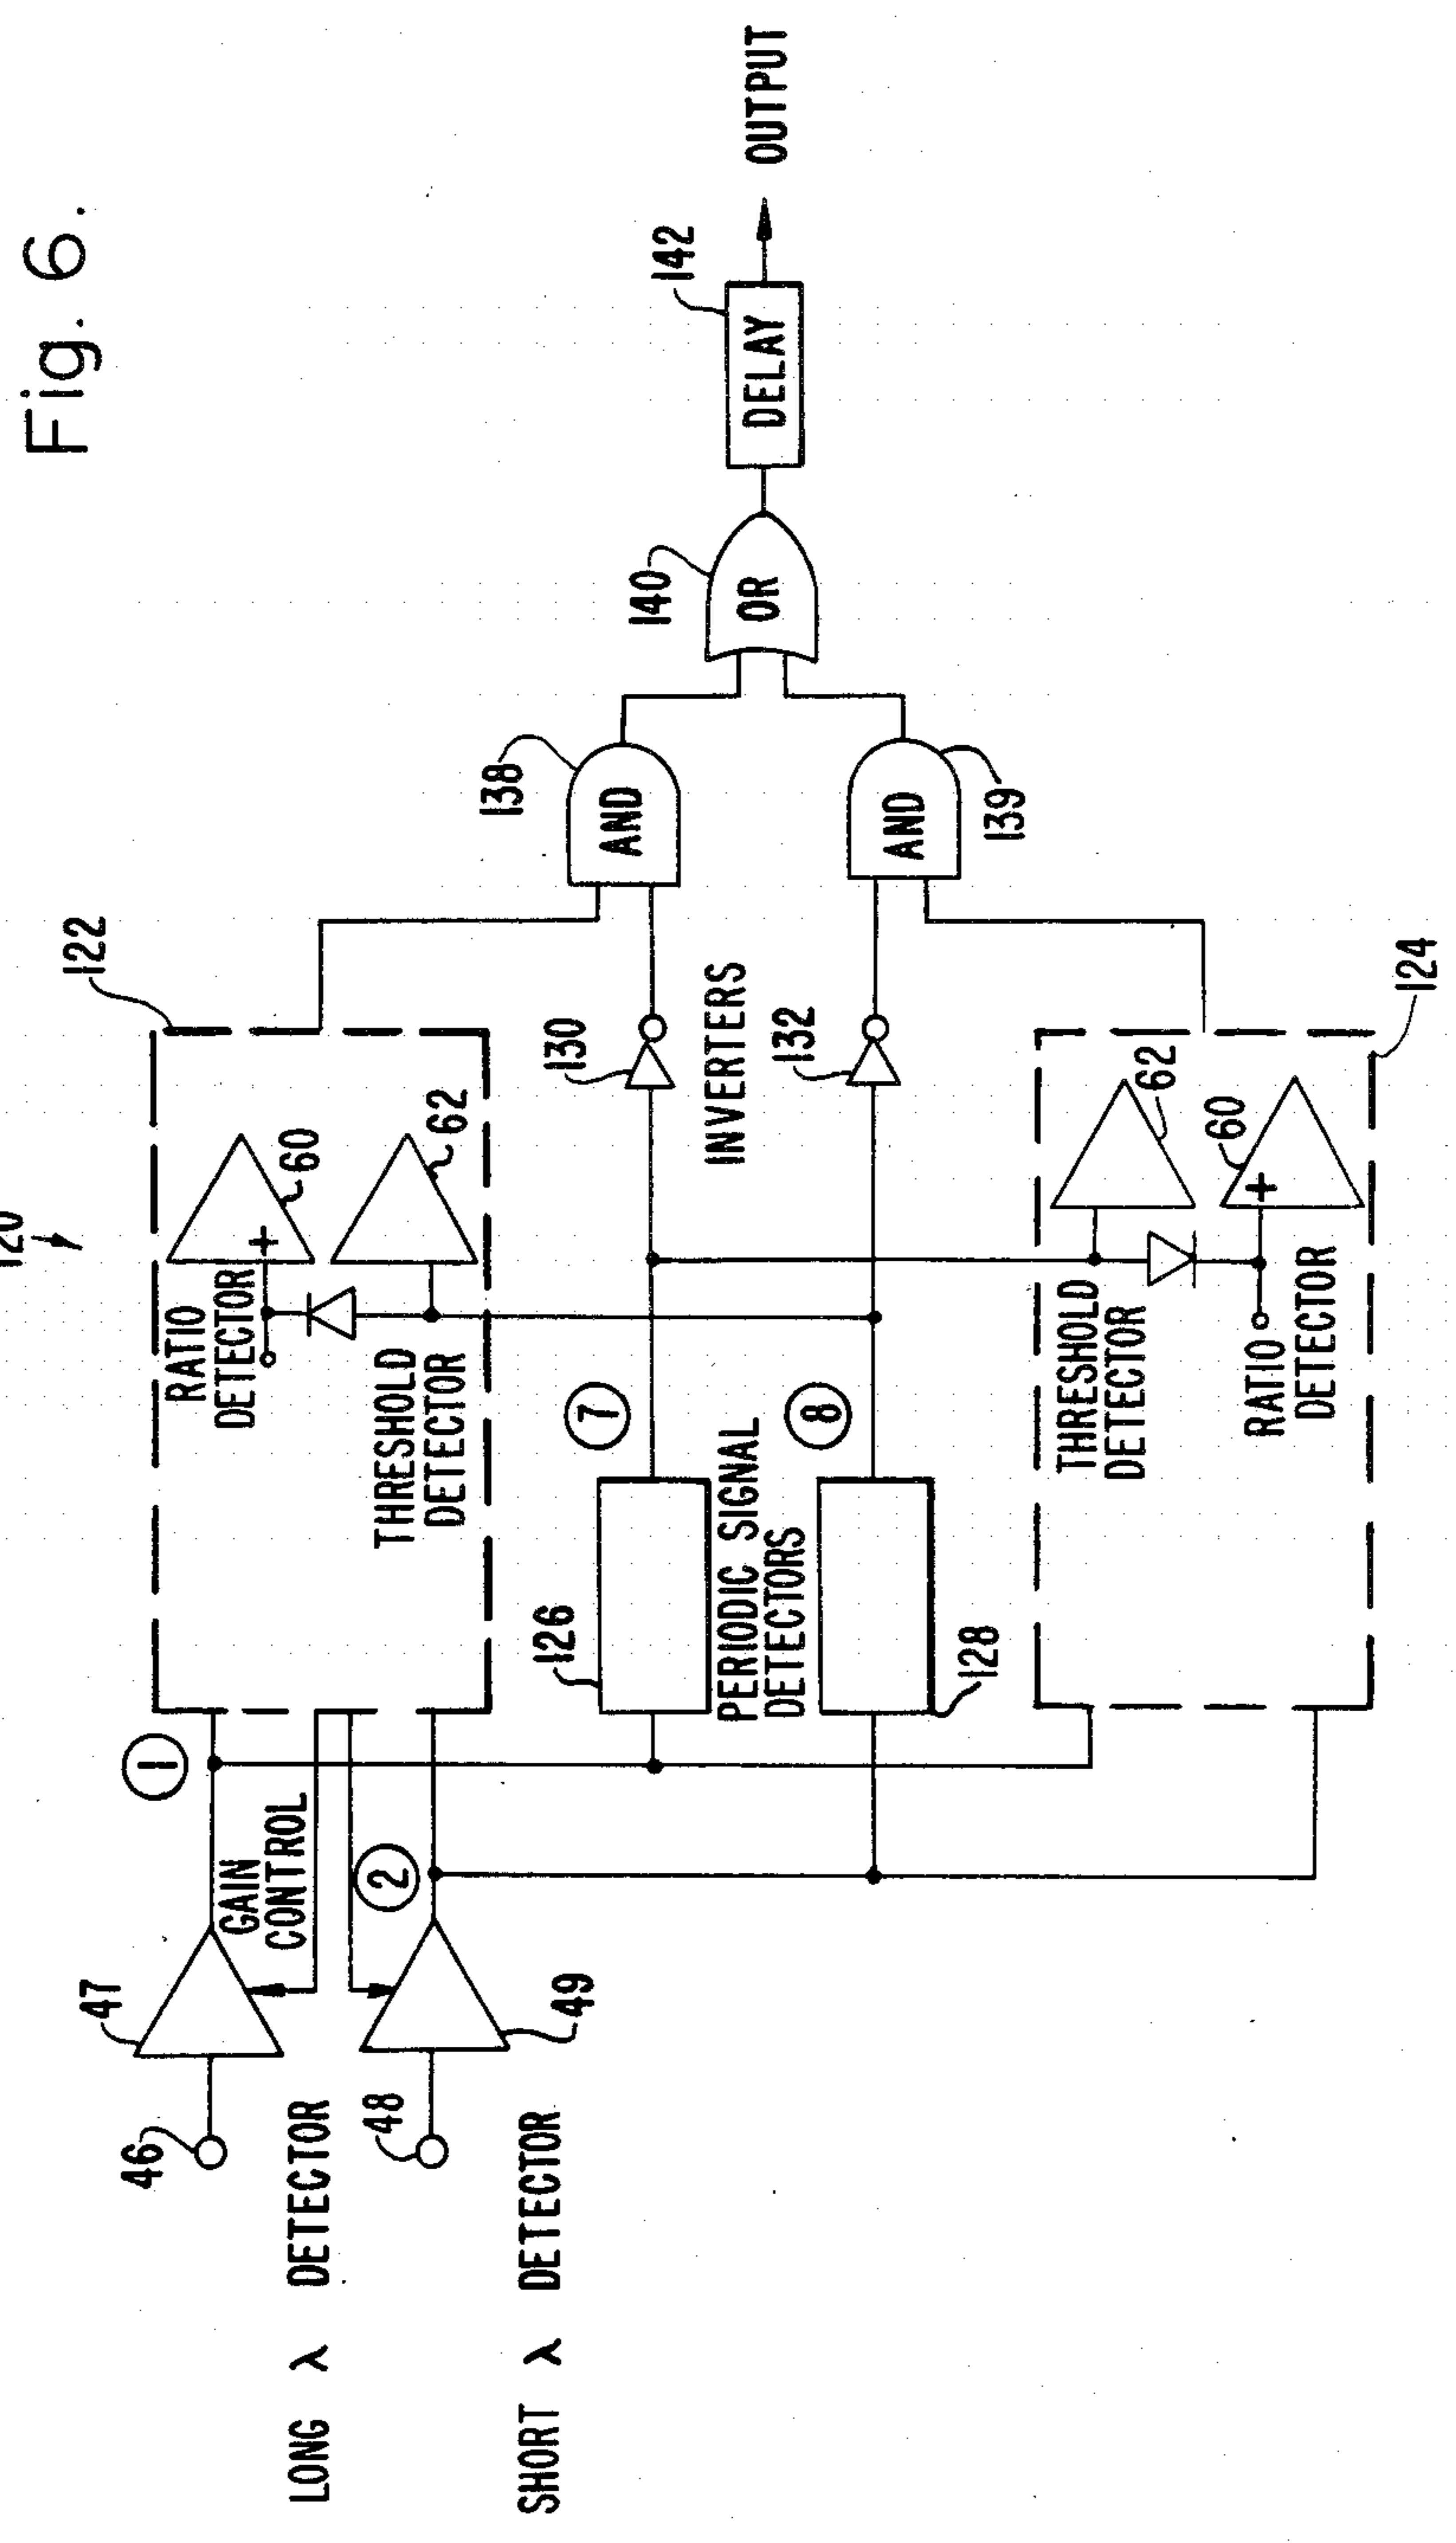 Fig. 6.
120
122
RATIO
DETECTOR
60
THRESHOLD
DETECTOR
62
1
47
46
GAIN
CONTROL
LONG λ DETECTOR
2
48
49
SHORT λ DETECTOR
126
7
130
138
AND
PERIODIC SIGNAL
DETECTORS
INVERTERS
128
8
132
139
AND
140
OR
142
DELAY
OUTPUT
THRESHOLD
DETECTOR
62
RATIO
DETECTOR
60
124